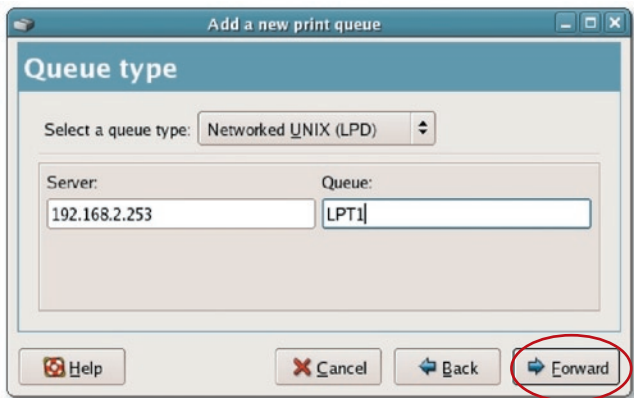 Add a new print queue
Queue type
Select a queue type: Networked UNIX (LPD)
Server: Queue:
192.168.2.253 LPT1
Help Cancel Back Forward